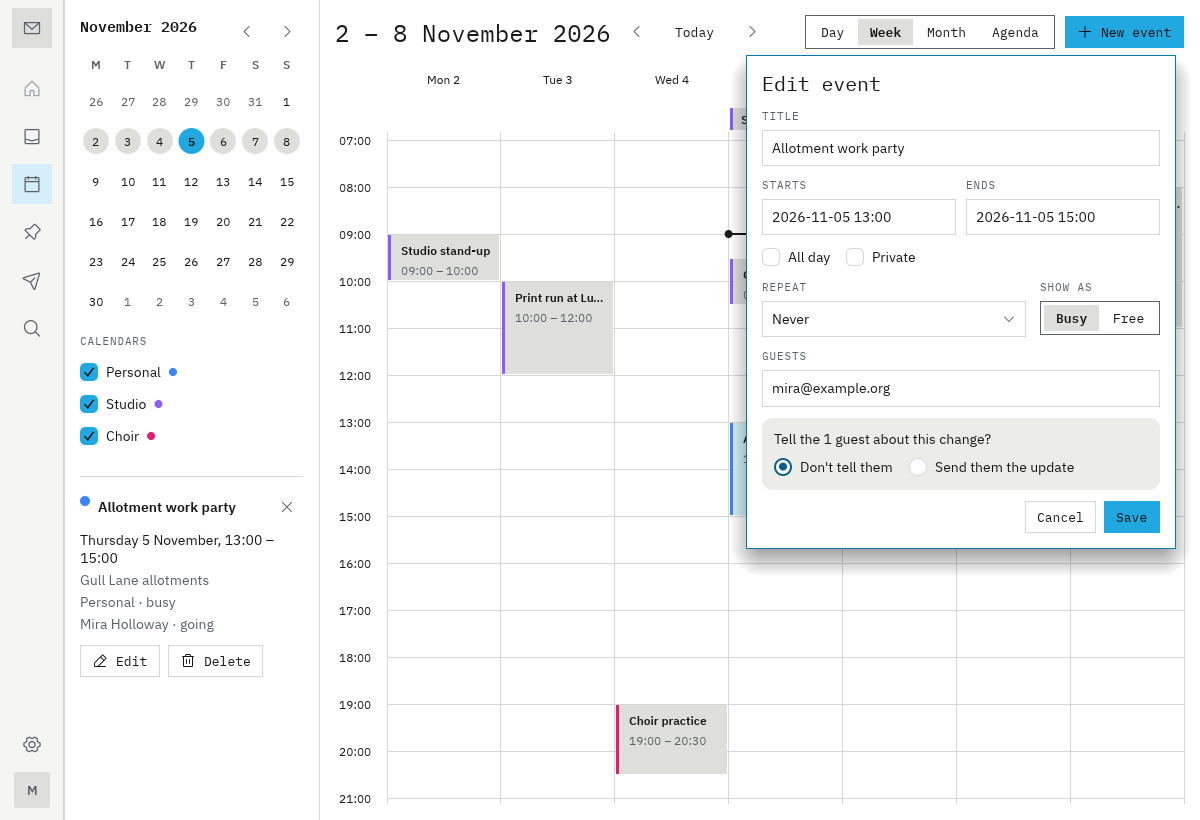 November 2026
M T W T F S S
26 27 28 29 30 31 1
2 3 4 5 6 7 8
9 10 11 12 13 14 15
16 17 18 19 20 21 22
23 24 25 26 27 28 29
30 1 2 3 4 5 6
CALENDARS
Personal
Studio
Choir
Allotment work party
Thursday 5 November, 13:00 –
15:00
Gull Lane allotments
Personal · busy
Mira Holloway · going
Edit
Delete
M
2 – 8 November 2026
Today
Day
Week
Month
Agenda
New event
Mon 2
Tue 3
Wed 4
07:00
08:00
09:00
10:00
11:00
12:00
13:00
14:00
15:00
16:00
17:00
18:00
19:00
20:00
21:00
Studio stand-up
09:00 – 10:00
Print run at Lu...
10:00 – 12:00
Choir practice
19:00 – 20:30
Edit event
TITLE
Allotment work party
STARTS
ENDS
2026-11-05 13:00
2026-11-05 15:00
All day
Private
REPEAT
SHOW AS
Never
Busy
Free
GUESTS
mira@example.org
Tell the 1 guest about this change?
Don't tell them
Send them the update
Cancel
Save